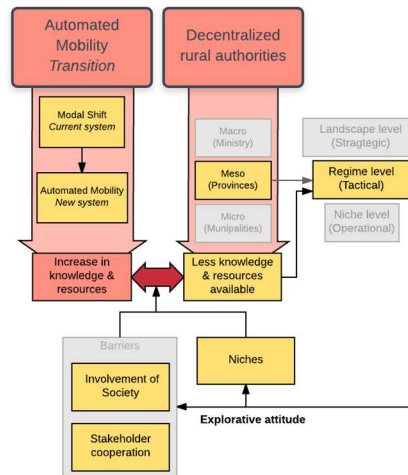 Automated
Mobility
Transition
Decentralized
rural authorities
Modal Shift
Current system
Automated Mobility
New system
Macro
(Ministry)
Meso
(Provinces)
Micro
(Munipalities)
Landscape level
(Stragtegic)
Regime level
(Tactical)
Niche level
(Operational)
Increase in
knowledge &
resources
Less knowledge
& resources
available
Barriers
Involvement of
Society
Stakeholder
cooperation
Niches
Explorative attitude